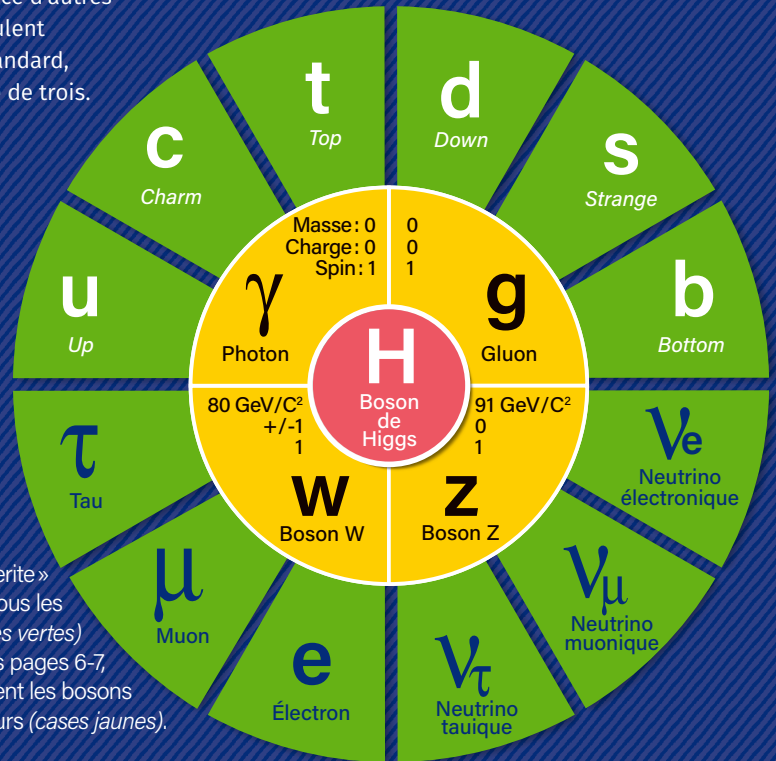 d'autres
de trois.
t
Top
d
Down
c
Charm
s
Strange
u
Up
b
Bottom
Masse: 0
Charge: 0
Spin: 1
0
0
1
γ
Photon
g
Gluon
H
Boson
de
Higgs
80 GeV/C²
+/-1
1
W
Boson W
91 GeV/C²
0
1
Z
Boson Z
τ
Tau
νe
Neutrino
électronique
μ
Muon
νμ
Neutrino
muonique
e
Électron
ντ
Neutrino
tauique
ous les
es vertes)
s pages 6-7,
ent les bosons
urs (cases jaunes).